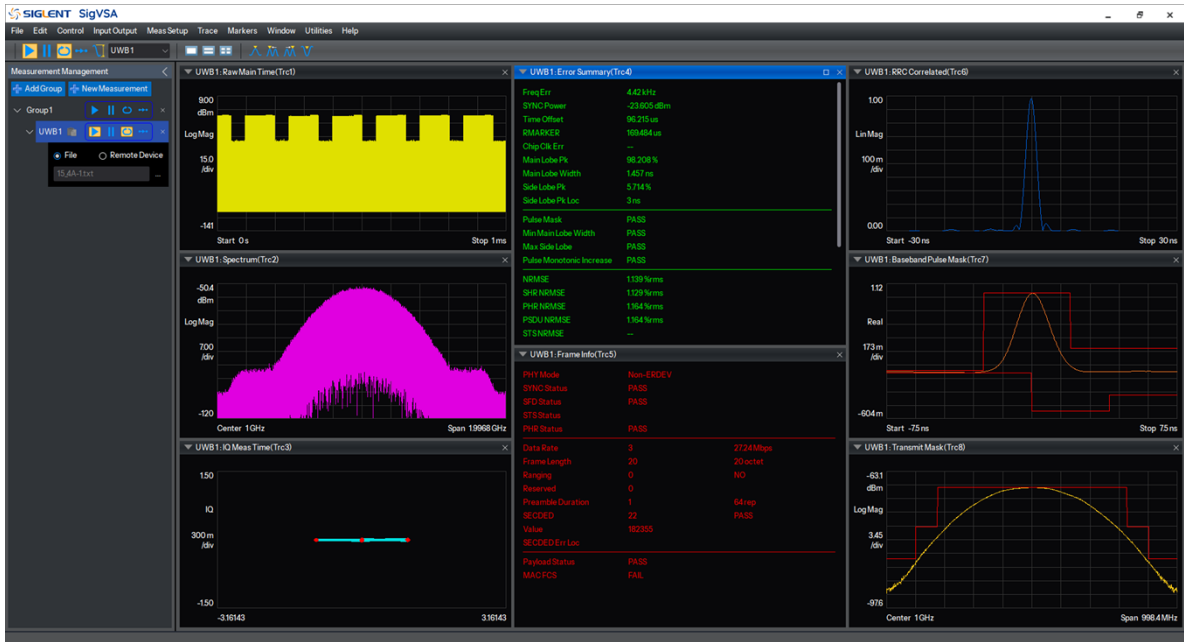 SIGLENT SigVSA
File Edit Control Input Output Meas Setup Trace Markers Window Utilities Help
UWB1
Measurement Management
Add Group New Measurement
Group1
UWB1
File Remote Device
15_4A-1.txt ...
UWB1: Raw Main Time(Trc1)
9.00
dBm
Log Mag
15.0
/div
-141
Start 0 s Stop 1 ms
UWB1: Spectrum(Trc2)
-50.4
dBm
Log Mag
7.00
/div
-120
Center 1 GHz Span 1.9968 GHz
UWB1: IQ Meas Time(Trc3)
1.50
IQ
300 m
/div
-1.50
-3.16143 3.16143
UWB1: Error Summary(Trc4)
Freq Err 4.42 kHz
SYNC Power -23.605 dBm
Time Offset 96.215 us
RMARKER 169.484 us
Chip Clk Err ---
Main Lobe Pk 98.208 %
Main Lobe Width 1.457 ns
Side Lobe Pk 5.714 %
Side Lobe Pk Loc 3 ns
Pulse Mask PASS
Min Main Lobe Width PASS
Max Side Lobe PASS
Pulse Monotonic Increase PASS
NRMSE 1.139 %rms
SHR NRMSE 1.129 %rms
PHR NRMSE 1.164 %rms
PSDU NRMSE 1.164 %rms
STS NRMSE ---
UWB1: Frame Info(Trc5)
PHY Mode Non-ERDEV
SYNC Status PASS
SFD Status PASS
STS Status
PHR Status PASS
Data Rate 3 27.24 Mbps
Frame Length 20 20 octet
Ranging 0 NO
Reserved 0
Preamble Duration 1 64 rep
SECDED 22 PASS
Value 182355
SECDED Err Loc
Payload Status PASS
MAC FCS FAIL
UWB1: RRC Correlated(Trc6)
1.00
Lin Mag
100 m
/div
0.00
Start -30 ns Stop 30 ns
UWB1: Baseband Pulse Mask(Trc7)
1.12
Real
173 m
/div
-604 m
Start -7.5 ns Stop 7.5 ns
UWB1: Transmit Mask(Trc8)
-63.1
dBm
Log Mag
3.45
/div
-97.6
Center 1 GHz Span 998.4 MHz